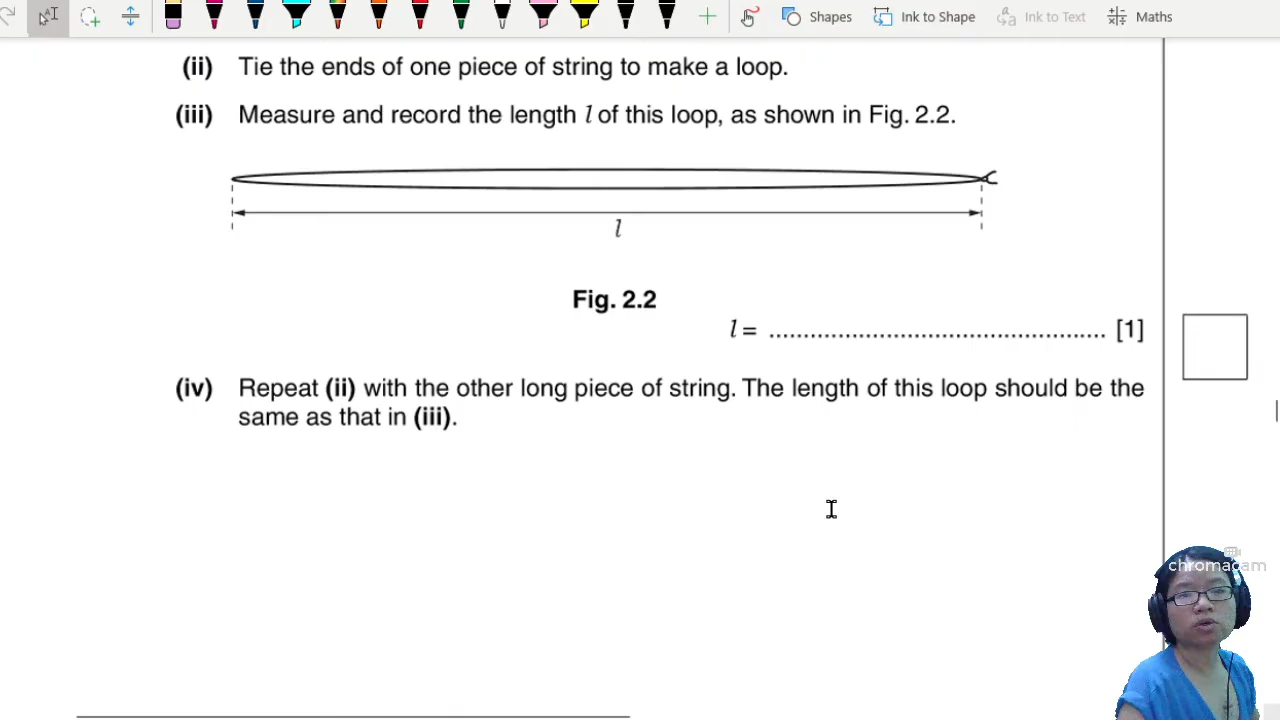 Shapes Ink to Shape Ink to Text Maths
(ii) Tie the ends of one piece of string to make a loop.
(iii) Measure and record the length l of this loop, as shown in Fig. 2.2.
l
Fig. 2.2
l = ................................................ [1]
(iv) Repeat (ii) with the other long piece of string. The length of this loop should be the
same as that in (iii).
chromacam